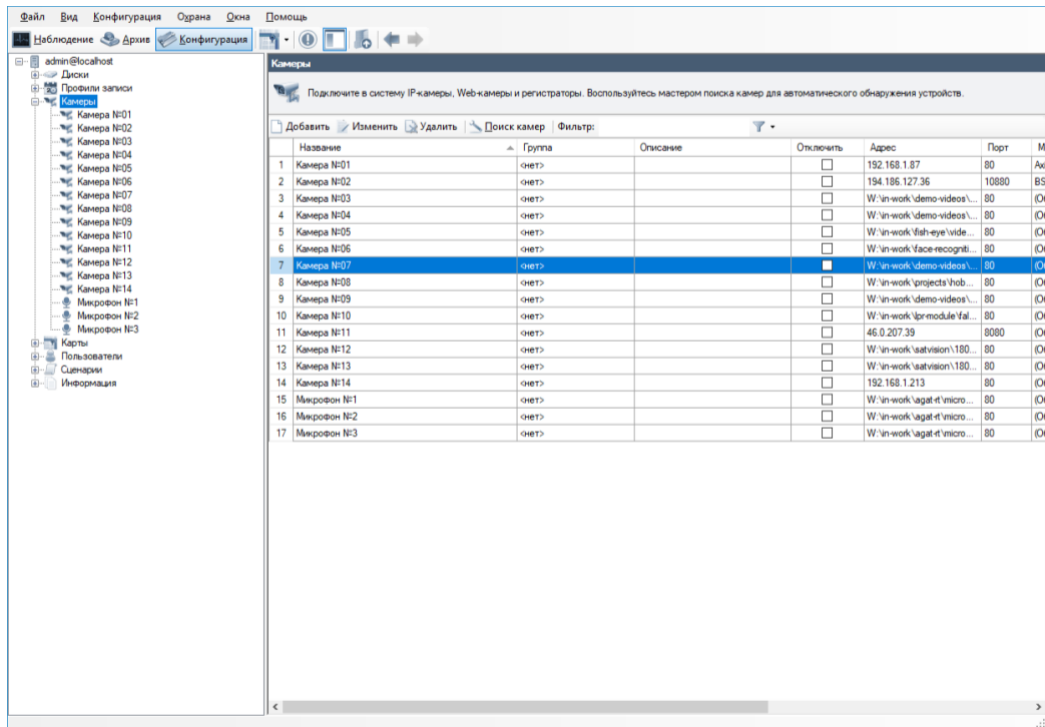 Файл Вид Конфигурация Охрана Окна Помощь
Наблюдение Архив Конфигурация
admin@localhost
Диски
Профили записи
Камеры
Камера №01
Камера №02
Камера №03
Камера №04
Камера №05
Камера №06
Камера №07
Камера №08
Камера №09
Камера №10
Камера №11
Камера №12
Камера №13
Камера №14
Микрофон №1
Микрофон №2
Микрофон №3
Карты
Пользователи
Сценарии
Информация
Камеры
Подключите в систему IP-камеры, Web-камеры и регистраторы. Воспользуйтесь мастером поиска камер для автоматического обнаружения устройств.
Добавить Изменить Удалить Поиск камер Фильтр:
Название Группа Описание Отключить Адрес Порт М
1 Камера №01 <нет> 192.168.1.87 80 Axi
2 Камера №02 <нет> 194.186.127.36 10880 BS
3 Камера №03 <нет> W:\in-work\demo-videos\... 80
4 Камера №04 <нет> W:\in-work\demo-videos\... 80
5 Камера №05 <нет> W:\in-work\fish-eye\vide... 80
6 Камера №06 <нет> W:\in-work\face-recogniti... 80
7 Камера №07 <нет> W:\in-work\demo-videos\... 80
8 Камера №08 <нет> W:\in-work\projects\hob... 80
9 Камера №09 <нет> W:\in-work\demo-videos\... 80
10 Камера №10 <нет> W:\in-work\lpr-module\fal... 80
11 Камера №11 <нет> 46.0.207.39 8080
12 Камера №12 <нет> W:\in-work\satvision\180... 80
13 Камера №13 <нет> W:\in-work\satvision\180... 80
14 Камера №14 <нет> 192.168.1.213 80
15 Микрофон №1 <нет> W:\in-work\agat-rt\micro... 80
16 Микрофон №2 <нет> W:\in-work\agat-rt\micro... 80
17 Микрофон №3 <нет> W:\in-work\agat-rt\micro... 80